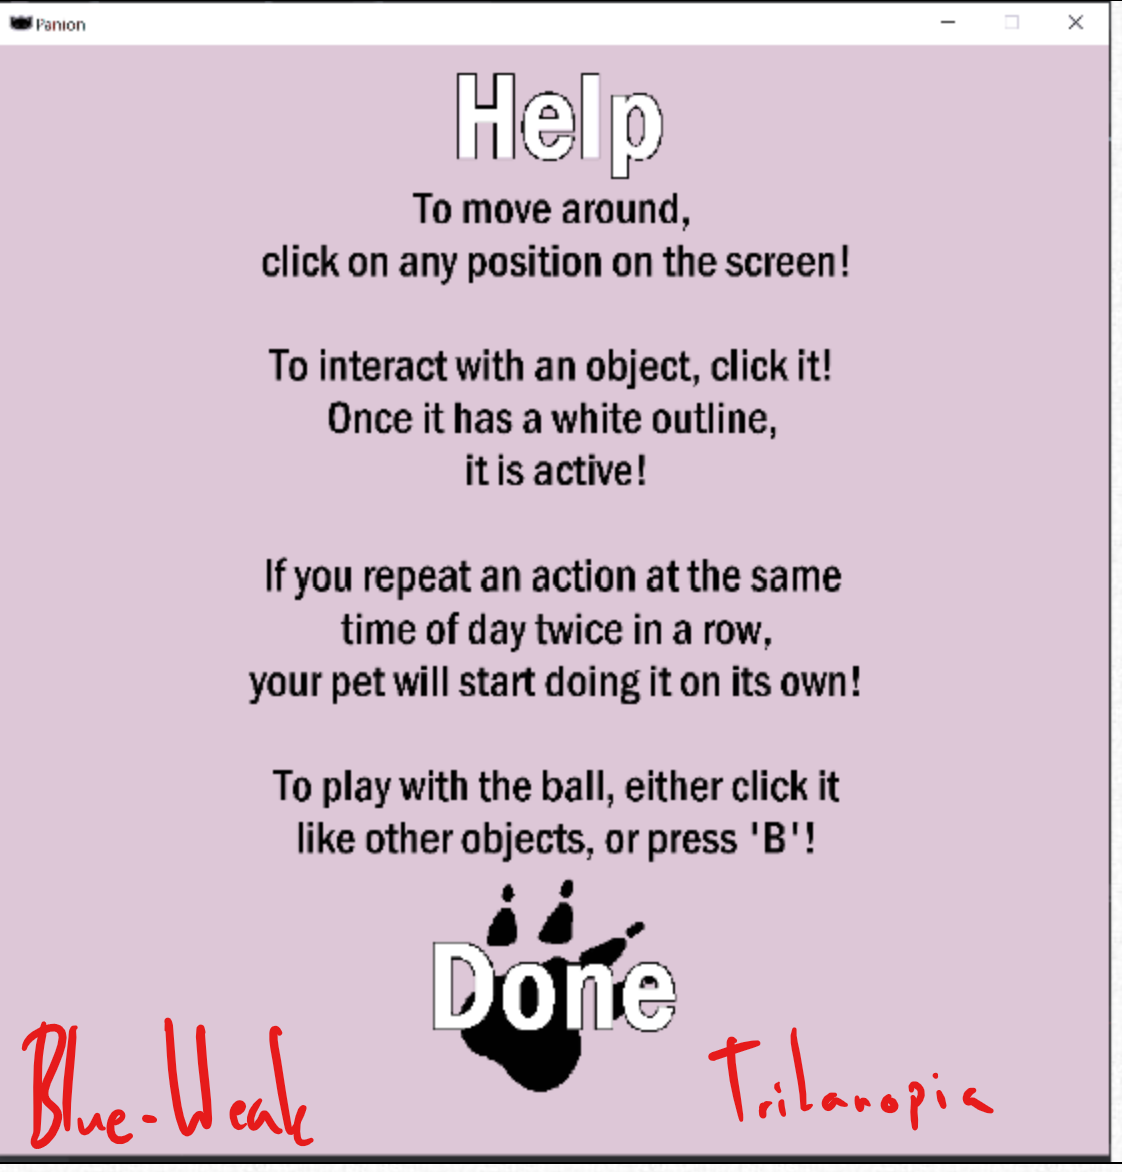 Panion
Help
To move around,
click on any position on the screen!
To interact with an object, click it!
Once it has a white outline,
it is active!
If you repeat an action at the same
time of day twice in a row,
your pet will start doing it on its own!
To play with the ball, either click it
like other objects, or press 'B'!
Done
Blue-Weak
Tritanopia